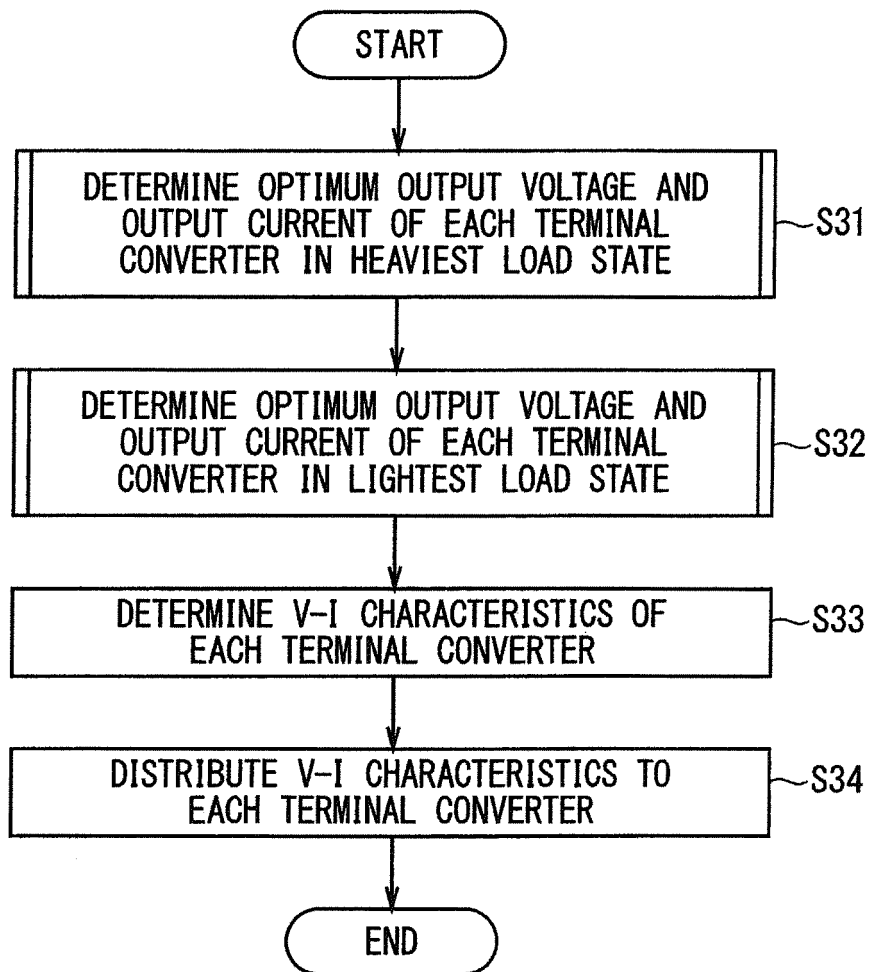 START
DETERMINE OPTIMUM OUTPUT VOLTAGE AND
OUTPUT CURRENT OF EACH TERMINAL
CONVERTER IN HEAVIEST LOAD STATE
S31
DETERMINE OPTIMUM OUTPUT VOLTAGE AND
OUTPUT CURRENT OF EACH TERMINAL
CONVERTER IN LIGHTEST LOAD STATE
S32
DETERMINE V-I CHARACTERISTICS OF
EACH TERMINAL CONVERTER
S33
DISTRIBUTE V-I CHARACTERISTICS TO
EACH TERMINAL CONVERTER
S34
END